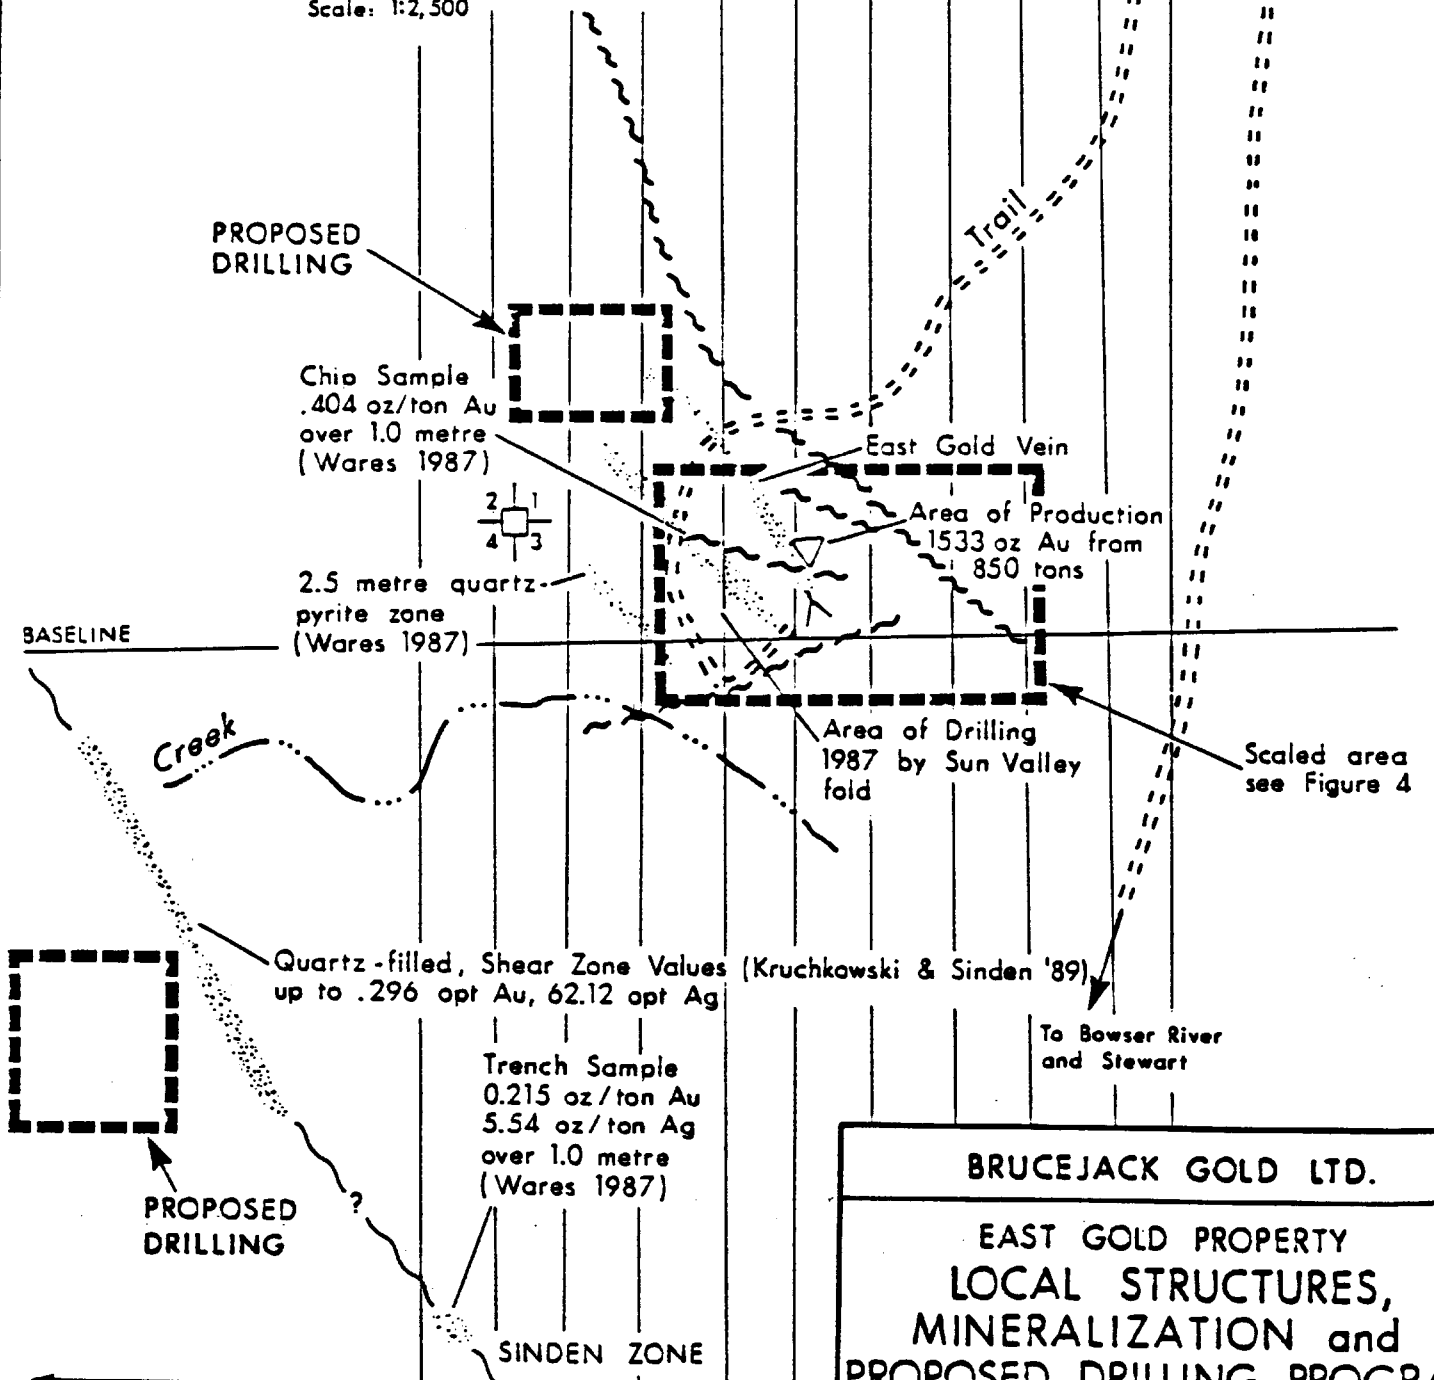 Scale: 1:2,500
PROPOSED
DRILLING
Trail
Chip Sample
.404 oz/ton Au
over 1.0 metre
(Wares 1987)
East Gold Vein
2 1
4 3
Area of Production
1533 oz Au from
850 tons
2.5 metre quartz-
pyrite zone
(Wares 1987)
BASELINE
Creek
Area of Drilling
1987 by Sun Valley
fold
Scaled area
see Figure 4
Quartz-filled, Shear Zone Values (Kruchkowski & Sinden '89)
up to .296 opt Au, 62.12 opt Ag
To Bowser River
and Stewart
Trench Sample
0.215 oz/ton Au
5.54 oz/ton Ag
over 1.0 metre
(Wares 1987)
PROPOSED
DRILLING
?
SINDEN ZONE
BRUCEJACK GOLD LTD.
EAST GOLD PROPERTY
LOCAL STRUCTURES,
MINERALIZATION and
PROPOSED DRILLING PROGRA